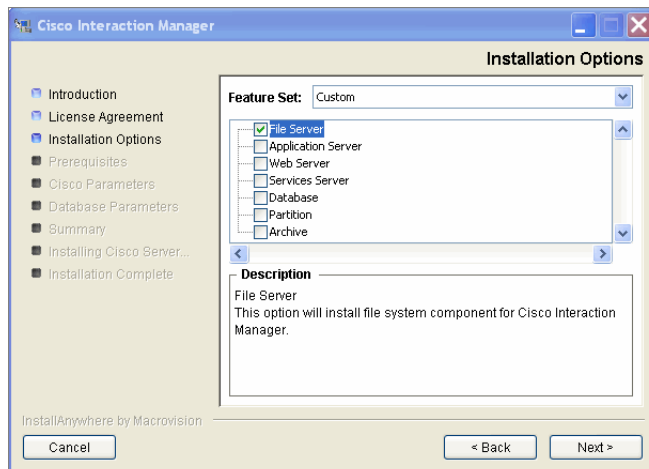 Cisco Interaction Manager
Installation Options
Introduction
License Agreement
Installation Options
Prerequisites
Cisco Parameters
Database Parameters
Summary
Installing Cisco Server...
Installation Complete
Feature Set: Custom
File Server
Application Server
Web Server
Services Server
Database
Partition
Archive
Description
File Server
This option will install file system component for Cisco Interaction
Manager.
InstallAnywhere by Macrovision
Cancel
< Back
Next >